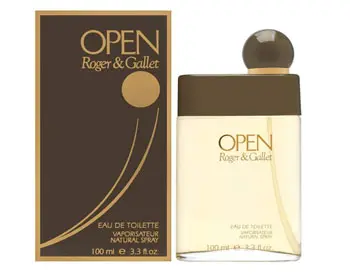 OPEN
Roger & Gallet
EAU DE TOILETTE
VAPORISATEUR
NATURAL SPRAY
100 ml e 3.3 fl. oz
OPEN
Roger & Gallet
EAU DE TOILETTE
VAPORISATEUR
NATURAL SPRAY
100 ml e 3.3 fl. oz